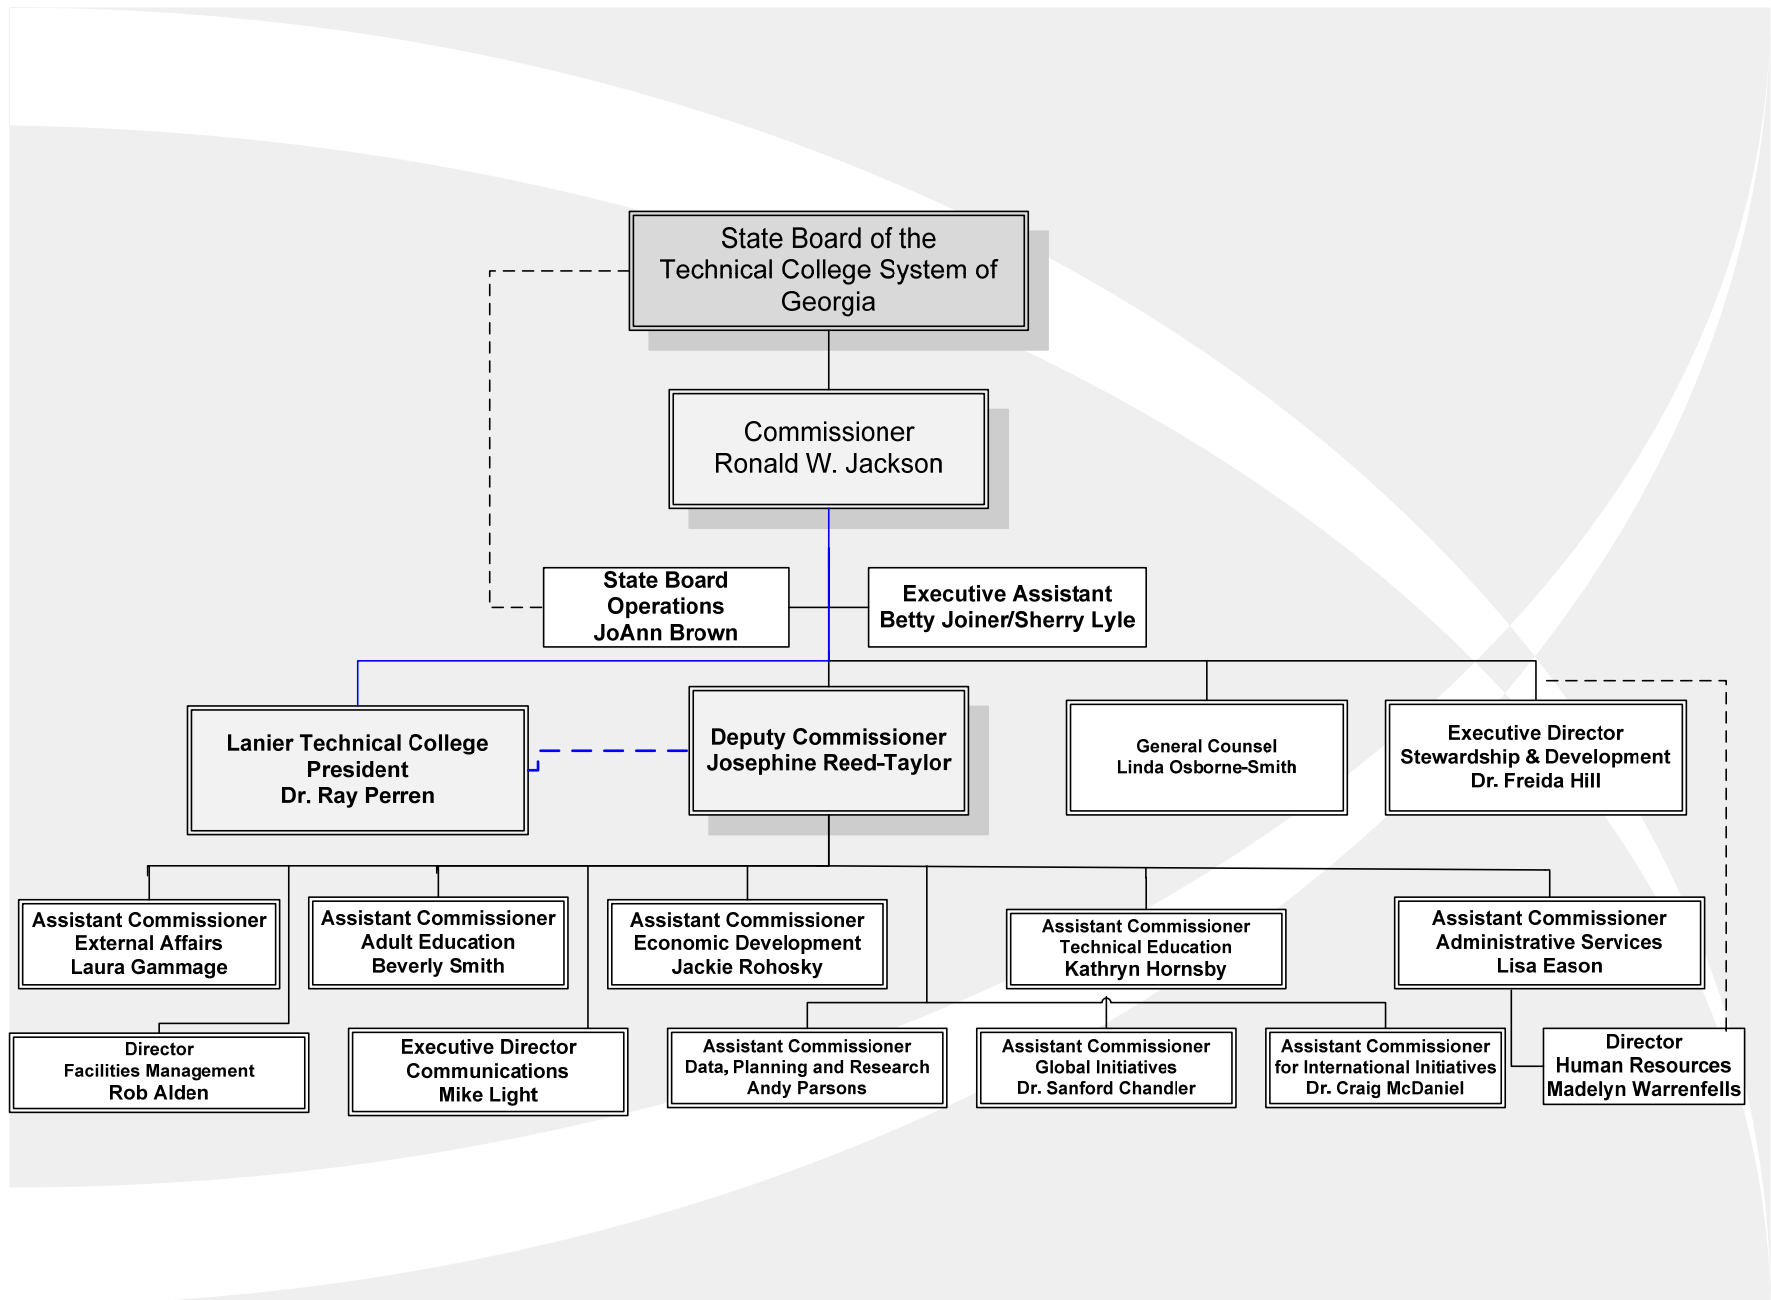 State Board of the
Technical College System of
Georgia
Commissioner
Ronald W. Jackson
State Board
Operations
JoAnn Brown
Executive Assistant
Betty Joiner/Sherry Lyle
Lanier Technical College
President
Dr. Ray Perren
Deputy Commissioner
Josephine Reed-Taylor
General Counsel
Linda Osborne-Smith
Executive Director
Stewardship & Development
Dr. Freida Hill
Assistant Commissioner
External Affairs
Laura Gammage
Assistant Commissioner
Adult Education
Beverly Smith
Assistant Commissioner
Economic Development
Jackie Rohosky
Assistant Commissioner
Technical Education
Kathryn Hornsby
Assistant Commissioner
Administrative Services
Lisa Eason
Director
Facilities Management
Rob Alden
Executive Director
Communications
Mike Light
Assistant Commissioner
Data, Planning and Research
Andy Parsons
Assistant Commissioner
Global Initiatives
Dr. Sanford Chandler
Assistant Commissioner
for International Initiatives
Dr. Craig McDaniel
Director
Human Resources
Madelyn Warrenfells